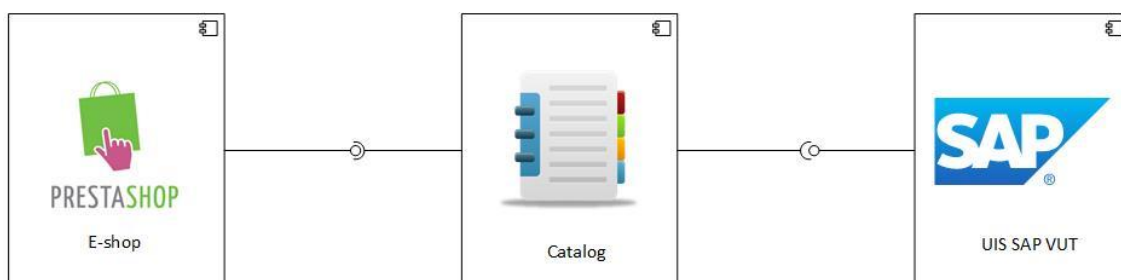 PRESTASHOP
E-shop
Catalog
SAP
®
UIS SAP VUT